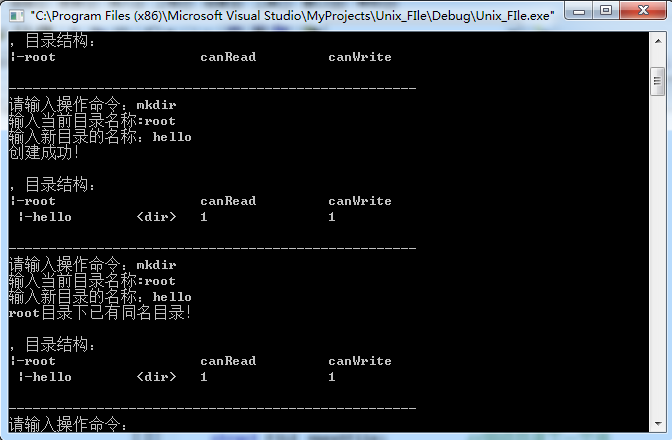 "C:\Program Files (x86)\Microsoft Visual Studio\MyProjects\Unix_FIle\Debug\Unix_FIle.exe"
, 目录结构:
¦-root canRead canWrite
___________________________________________________
请输入操作命令: mkdir
输入当前目录名称:root
输入新目录的名称: hello
创建成功!
, 目录结构:
¦-root canRead canWrite
¦-hello <dir> 1 1
___________________________________________________
请输入操作命令: mkdir
输入当前目录名称:root
输入新目录的名称: hello
root目录下已有同名目录!
, 目录结构:
¦-root canRead canWrite
¦-hello <dir> 1 1
___________________________________________________
请输入操作命令: